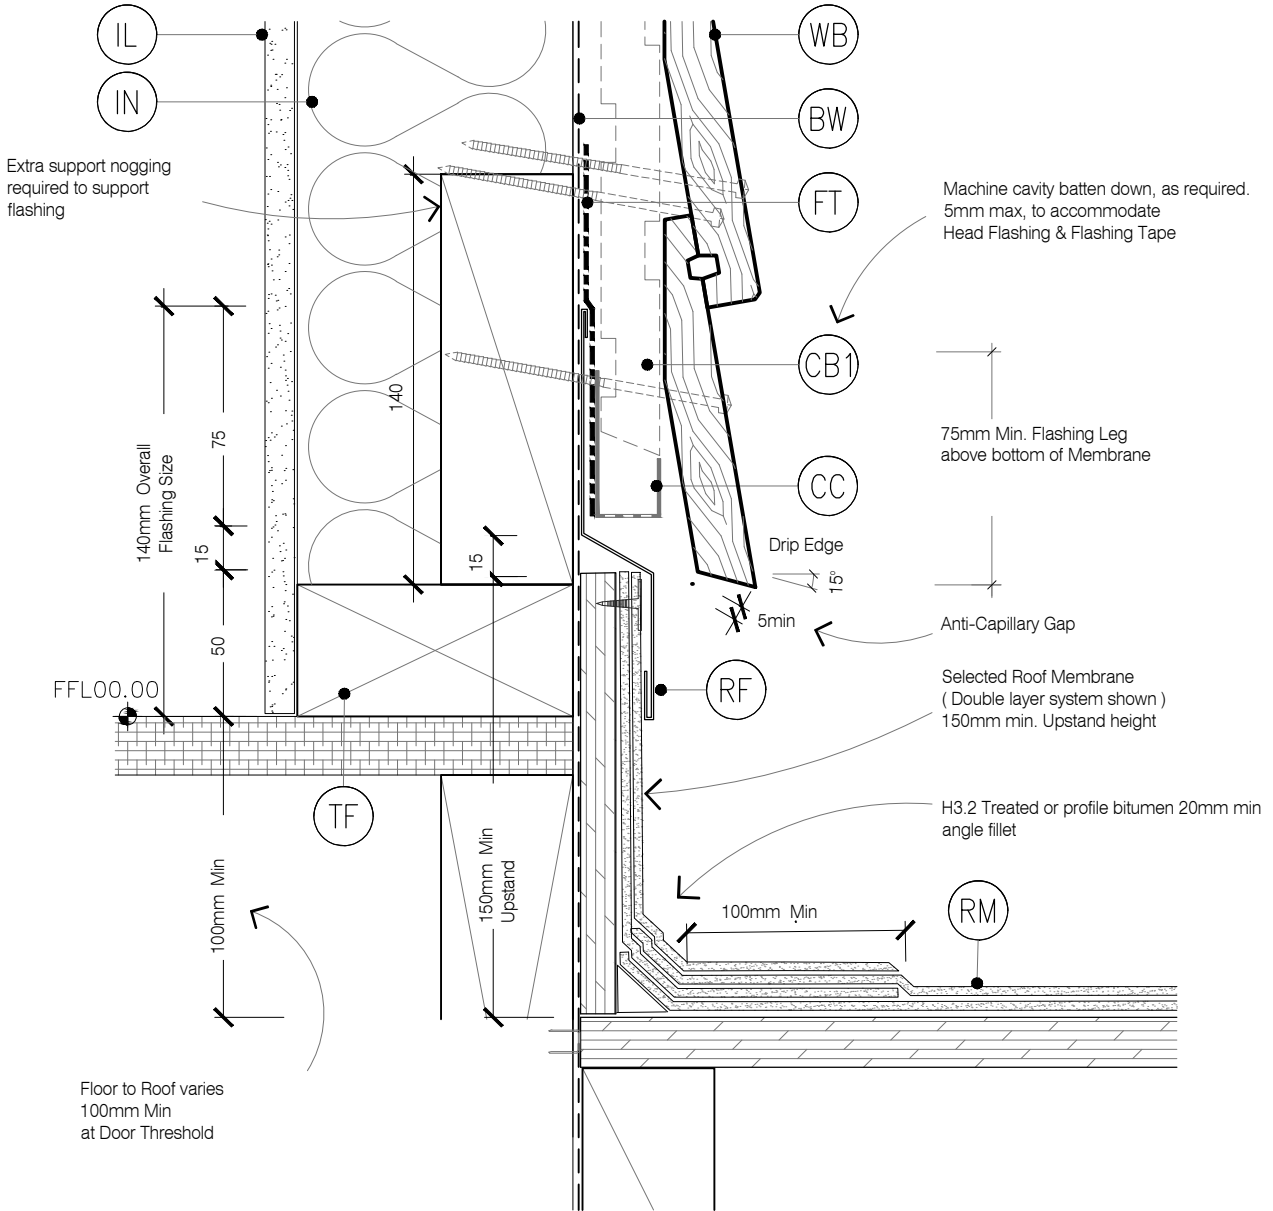 IL
WB
IN
BW
Extra support nogging
required to support
flashing
FT
Machine cavity batten down, as required.
5mm max, to accommodate
Head Flashing & Flashing Tape
CB1
140
75
140mm Overall
Flashing Size
75mm Min. Flashing Leg
above bottom of Membrane
CC
15
15
Drip Edge
15°
5min
Anti-Capillary Gap
50
FFL00.00
RF
Selected Roof Membrane
( Double layer system shown )
150mm min. Upstand height
TF
H3.2 Treated or profile bitumen 20mm min
angle fillet
100mm Min
150mm Min
Upstand
100mm Min
RM
Floor to Roof varies
100mm Min
at Door Threshold